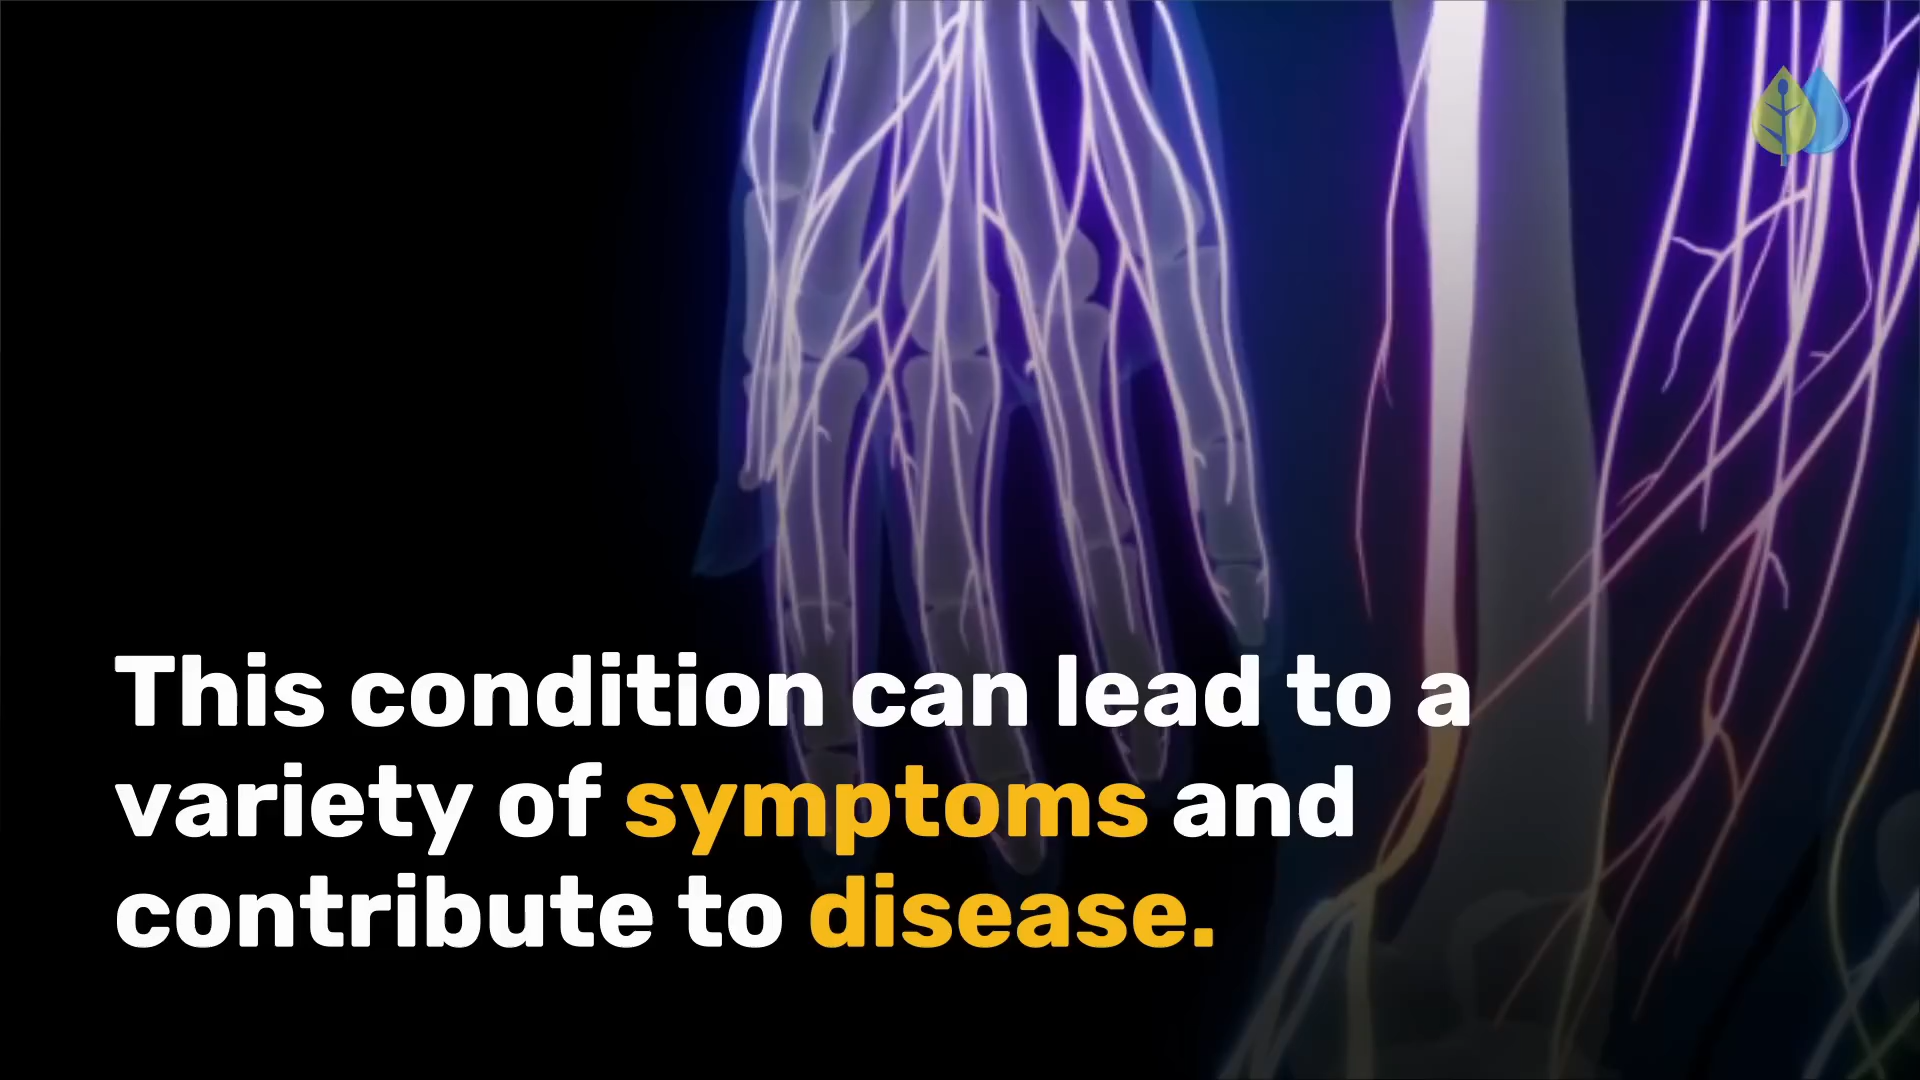 This condition can lead to a
variety of symptoms and
contribute to disease.